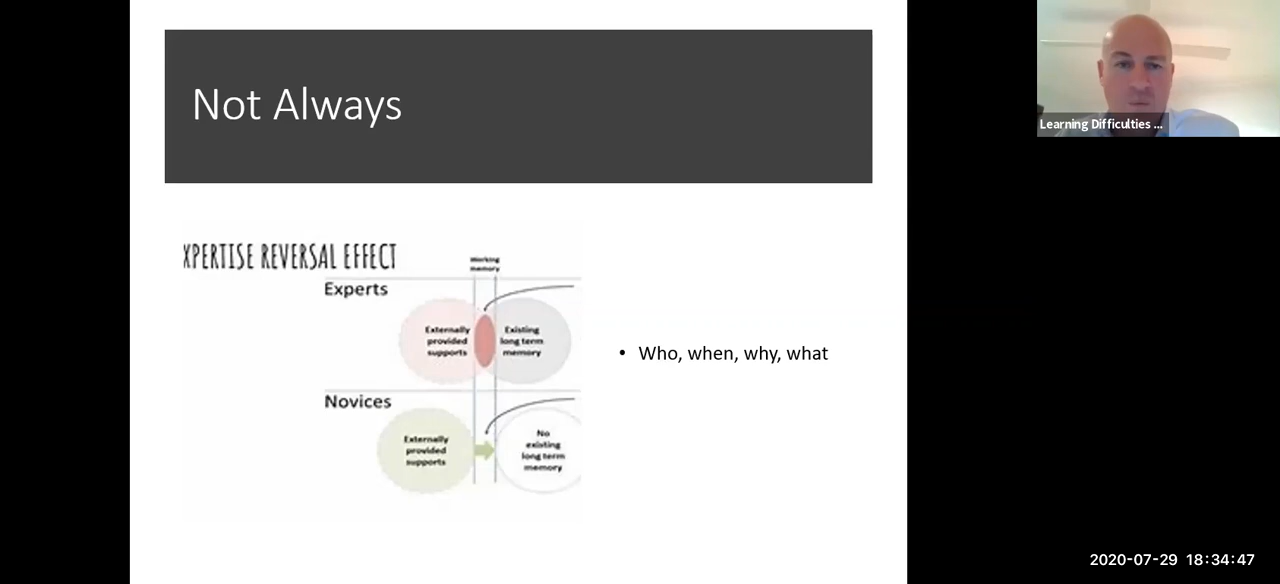 Not Always
XPERTISE REVERSAL EFFECT
Working
memory
Experts
Externally
provided
supports
Existing
long term
memory
Novices
Externally
provided
supports
No
existing
long term
memory
• Who, when, why, what
Learning Difficulties ...
2020-07-29 18:34:47